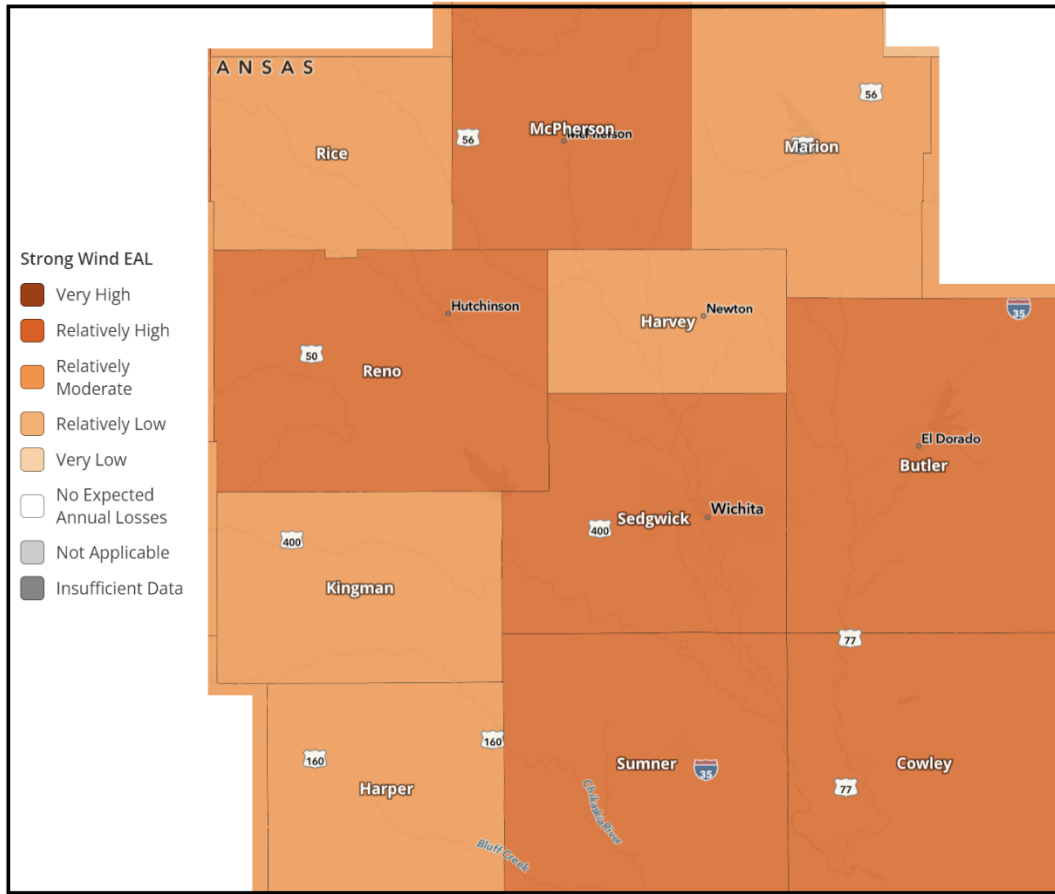 ANSAS
56
56
McPherson
McPherson
Rice
Marion
Strong Wind EAL
Very High
Relatively High
Relatively
Moderate
Relatively Low
Very Low
No Expected
Annual Losses
Not Applicable
Insufficient Data
Hutchinson
Newton
35
Harvey
50
Reno
El Dorado
Butler
Wichita
Sedgwick
400
400
Kingman
77
160
160
Sumner
35
Cowley
77
Harper
Chikaskia River
Bluff Creek